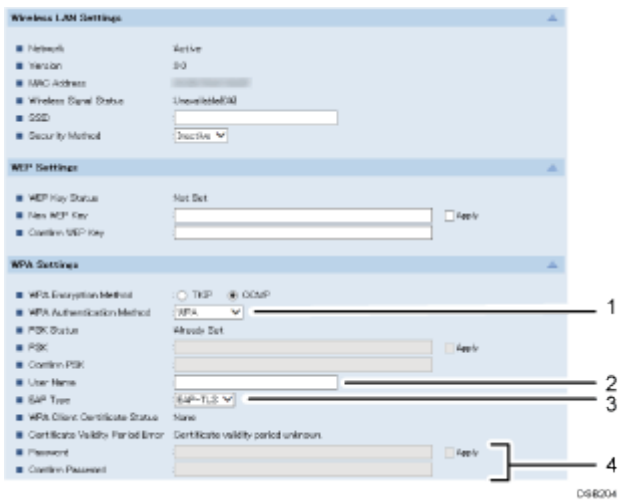 Wireless LAN Settings
Network Active
Version 9.0
MAC Address
Wireless Signal Status Unavailable[0%]
SSID
Security Method Inactive
WEP Settings
WEP Key Status Not Set
New WEP Key Apply
Confirm WEP Key
WPA Settings
WPA Encryption Method TKIP CCMP
WPA Authentication Method WPA 1
PSK Status Already Set
PSK Apply
Confirm PSK
User Name 2
EAP Type EAP-TLS 3
WPA Client Certificate Status None
Certificate Validity Period Error Certificate validity period unknown.
Password Apply
Confirm Password 4
DSB204